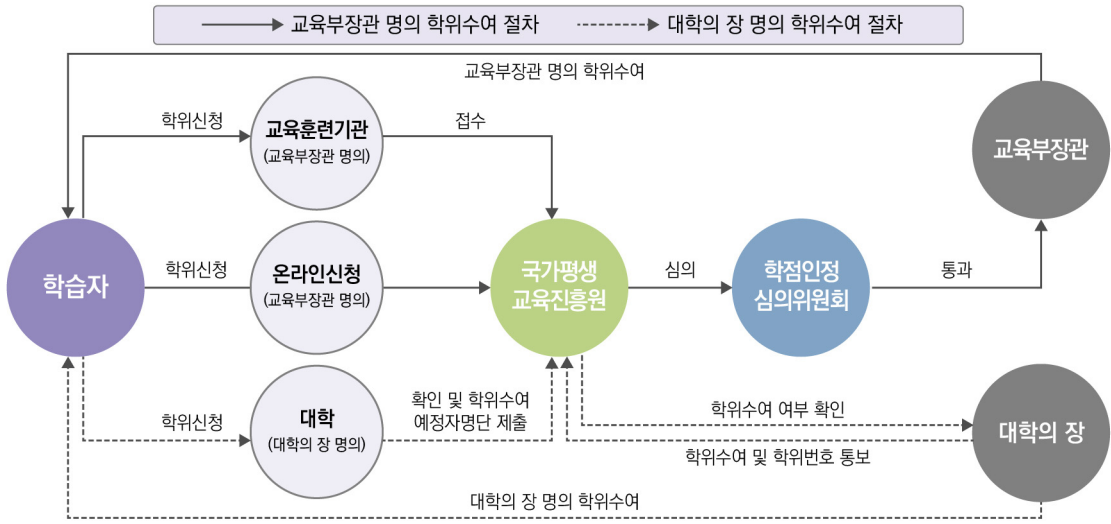 교육부장관 명의 학위수여 절차
대학의 장 명의 학위수여 절차
교육부장관 명의 학위수여
학위신청
교육훈련기관
(교육부장관 명의)
접수
교육부장관
학습자
학위신청
온라인신청
(교육부장관 명의)
국가평생
교육진흥원
심의
학점인정
심의위원회
통과
학위신청
대학
(대학의 장 명의)
확인 및 학위수여
예정자명단 제출
학위수여 여부 확인
학위수여 및 학위번호 통보
대학의 장
대학의 장 명의 학위수여